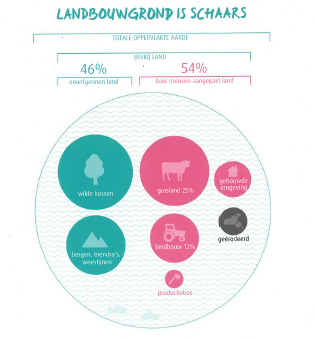 LANDBOUWGROND IS SCHAARS
TOTALE OPPERVLAKTE AARDE
IJSVRIJ LAND
46%
onontgonnen land
54%
door mensen aangepast land
wilde bossen
grasland 25%
gebouwde
omgeving
bergen, toendra's,
woestijnen
landbouw 12%
geërodeerd
productiebos